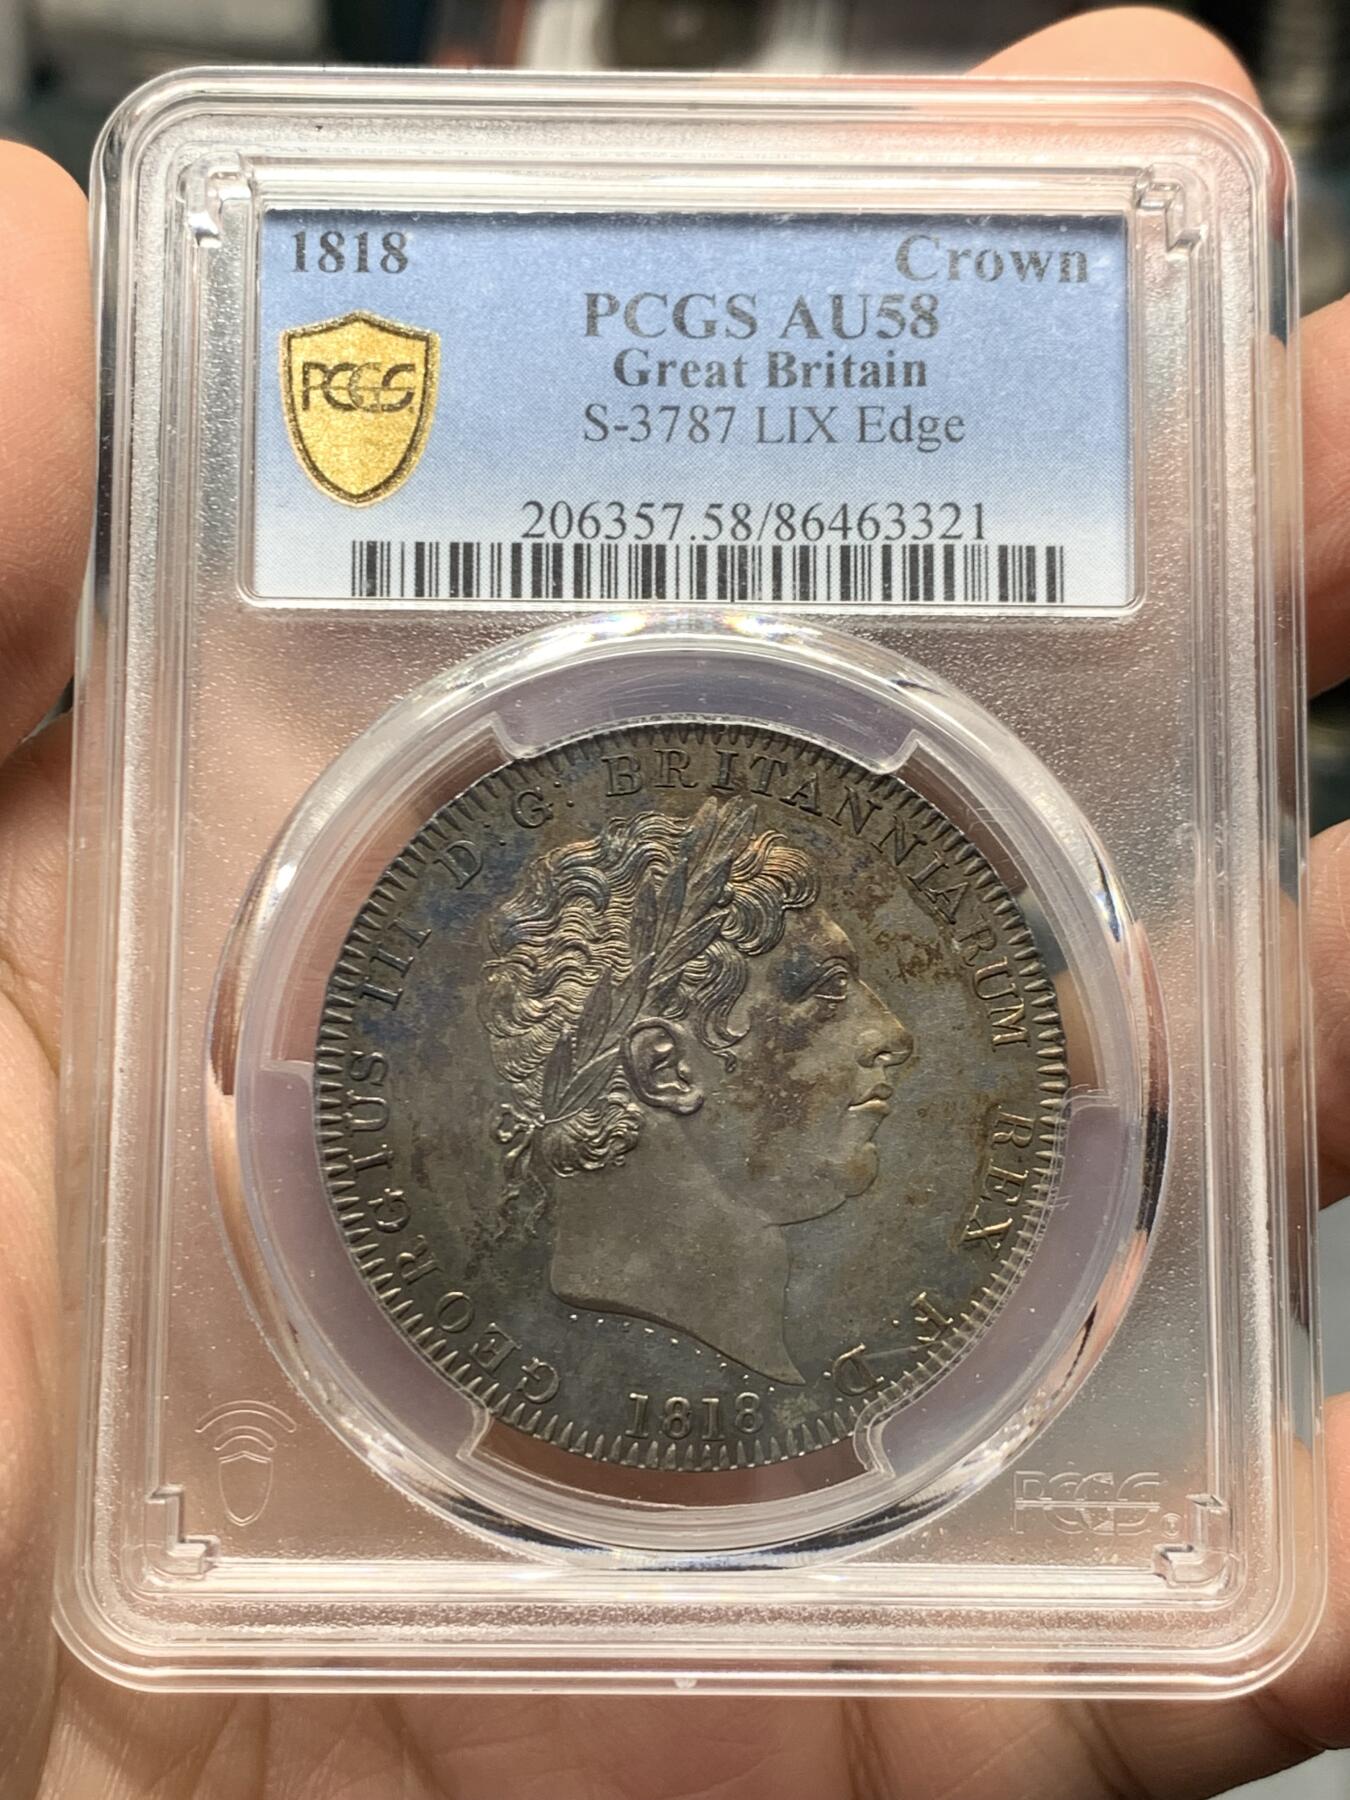 1818 Crown
PCGS AU58
Great Britain
PCGS
S-3787 LIX Edge
206357.58/86463321
GEORGIUS III D: G: BRITANNIARUM REX F. D.
1818
PCGS